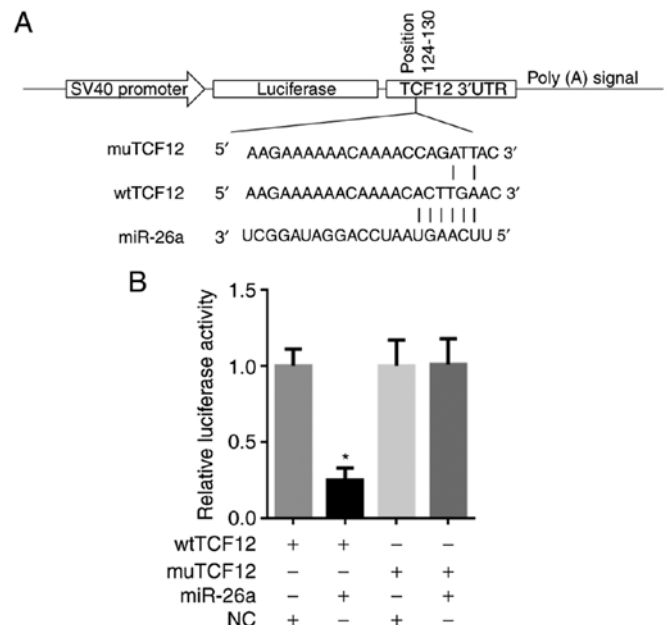 A
Position
124-130
SV40 promoter
Luciferase
TCF12 3′UTR
Poly (A) signal
muTCF12 5′ AAGAAAAAACAAAACCAGATTAC 3′
wtTCF12 5′ AAGAAAAAACAAAACACTTGAAC 3′
miR-26a 3′ UCGGAUAGGACCUAAUGAACUU 5′
B
Relative luciferase activity
1.5
1.0
0.5
0.0
*
wtTCF12 + + – –
muTCF12 – – + +
miR-26a – + – +
NC + – + –